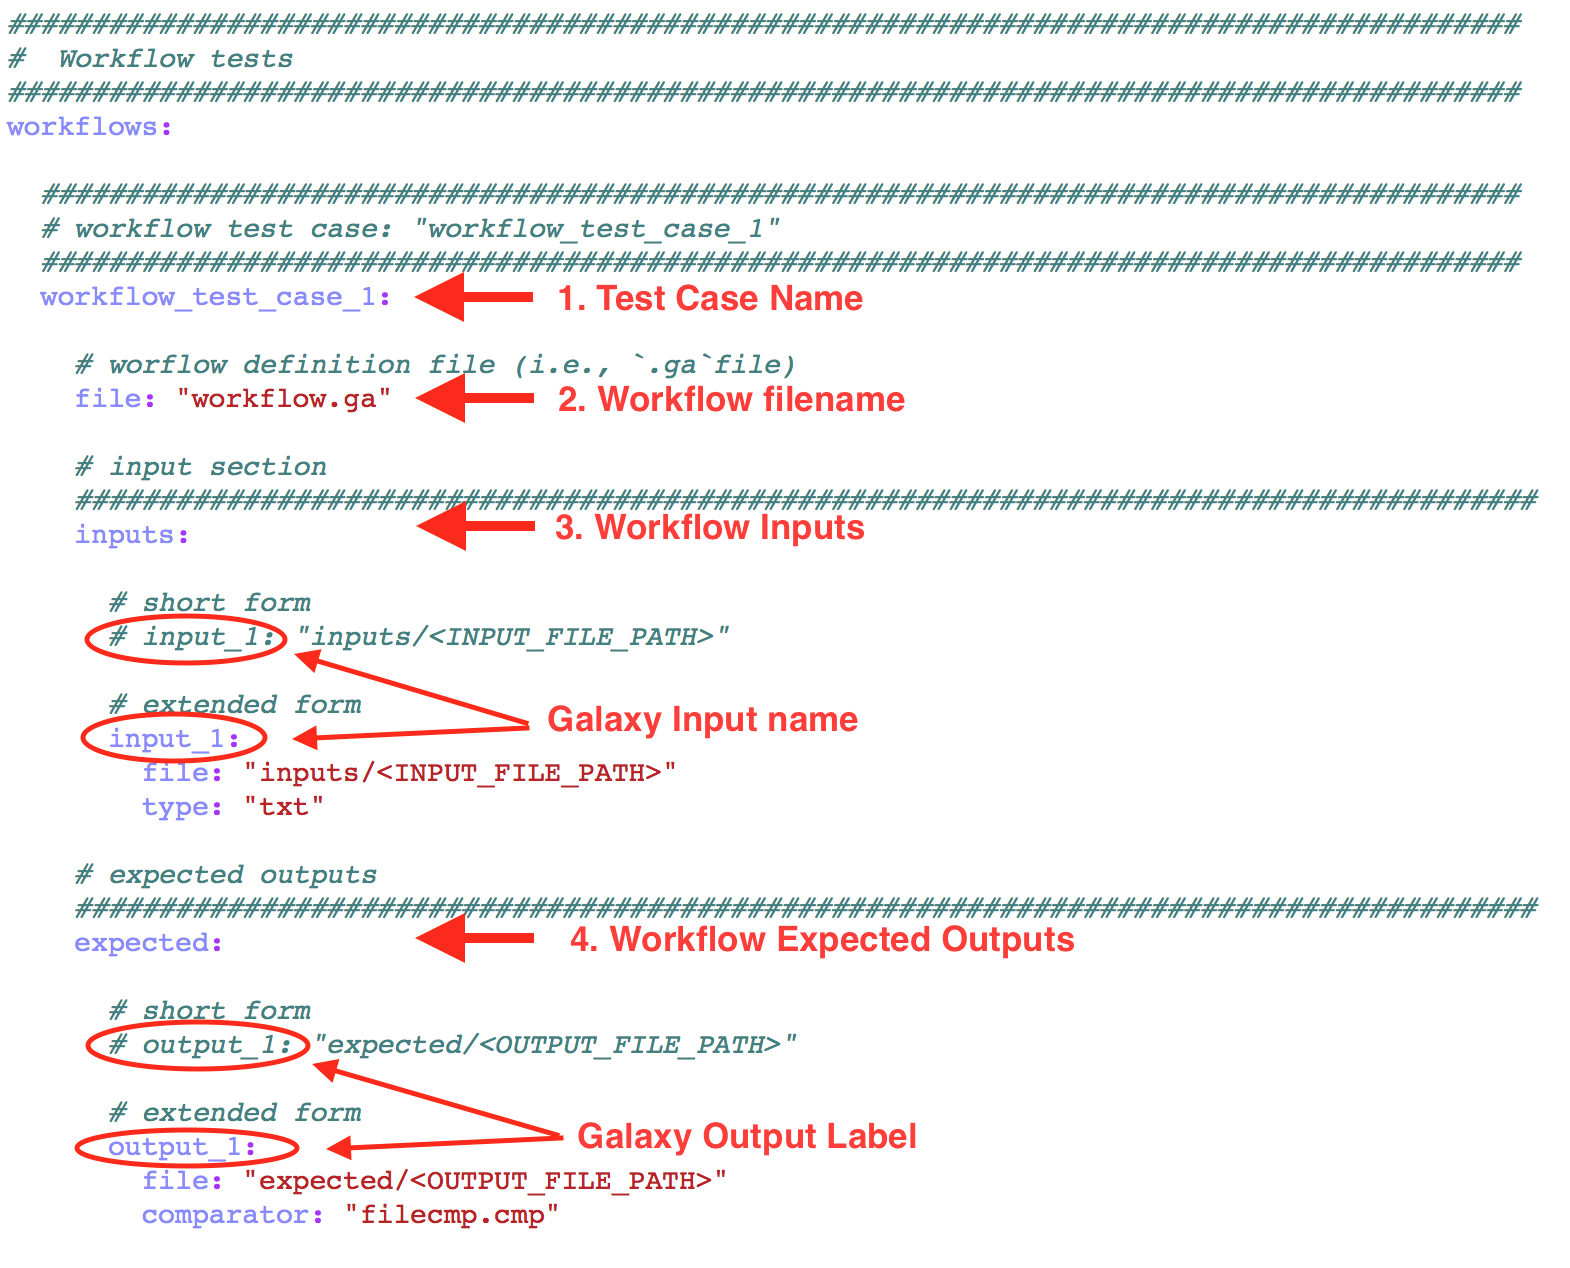 ##########################################################################################
#  Workflow tests
##########################################################################################
workflows:
########################################################################################
# workflow test case: "workflow_test_case_1"
########################################################################################
workflow_test_case_1: 1. Test Case Name
# worflow definition file (i.e., `.ga`file)
file: "workflow.ga" 2. Workflow filename
# input section
#######################################################################################
inputs: 3. Workflow Inputs
# short form
# input_1: "inputs/<INPUT_FILE_PATH>"
# extended form
Galaxy Input name
input_1:
file: "inputs/<INPUT_FILE_PATH>"
type: "txt"
# expected outputs
#######################################################################################
expected: 4. Workflow Expected Outputs
# short form
# output_1: "expected/<OUTPUT_FILE_PATH>"
# extended form
Galaxy Output Label
output_1:
file: "expected/<OUTPUT_FILE_PATH>"
comparator: "filecmp.cmp"